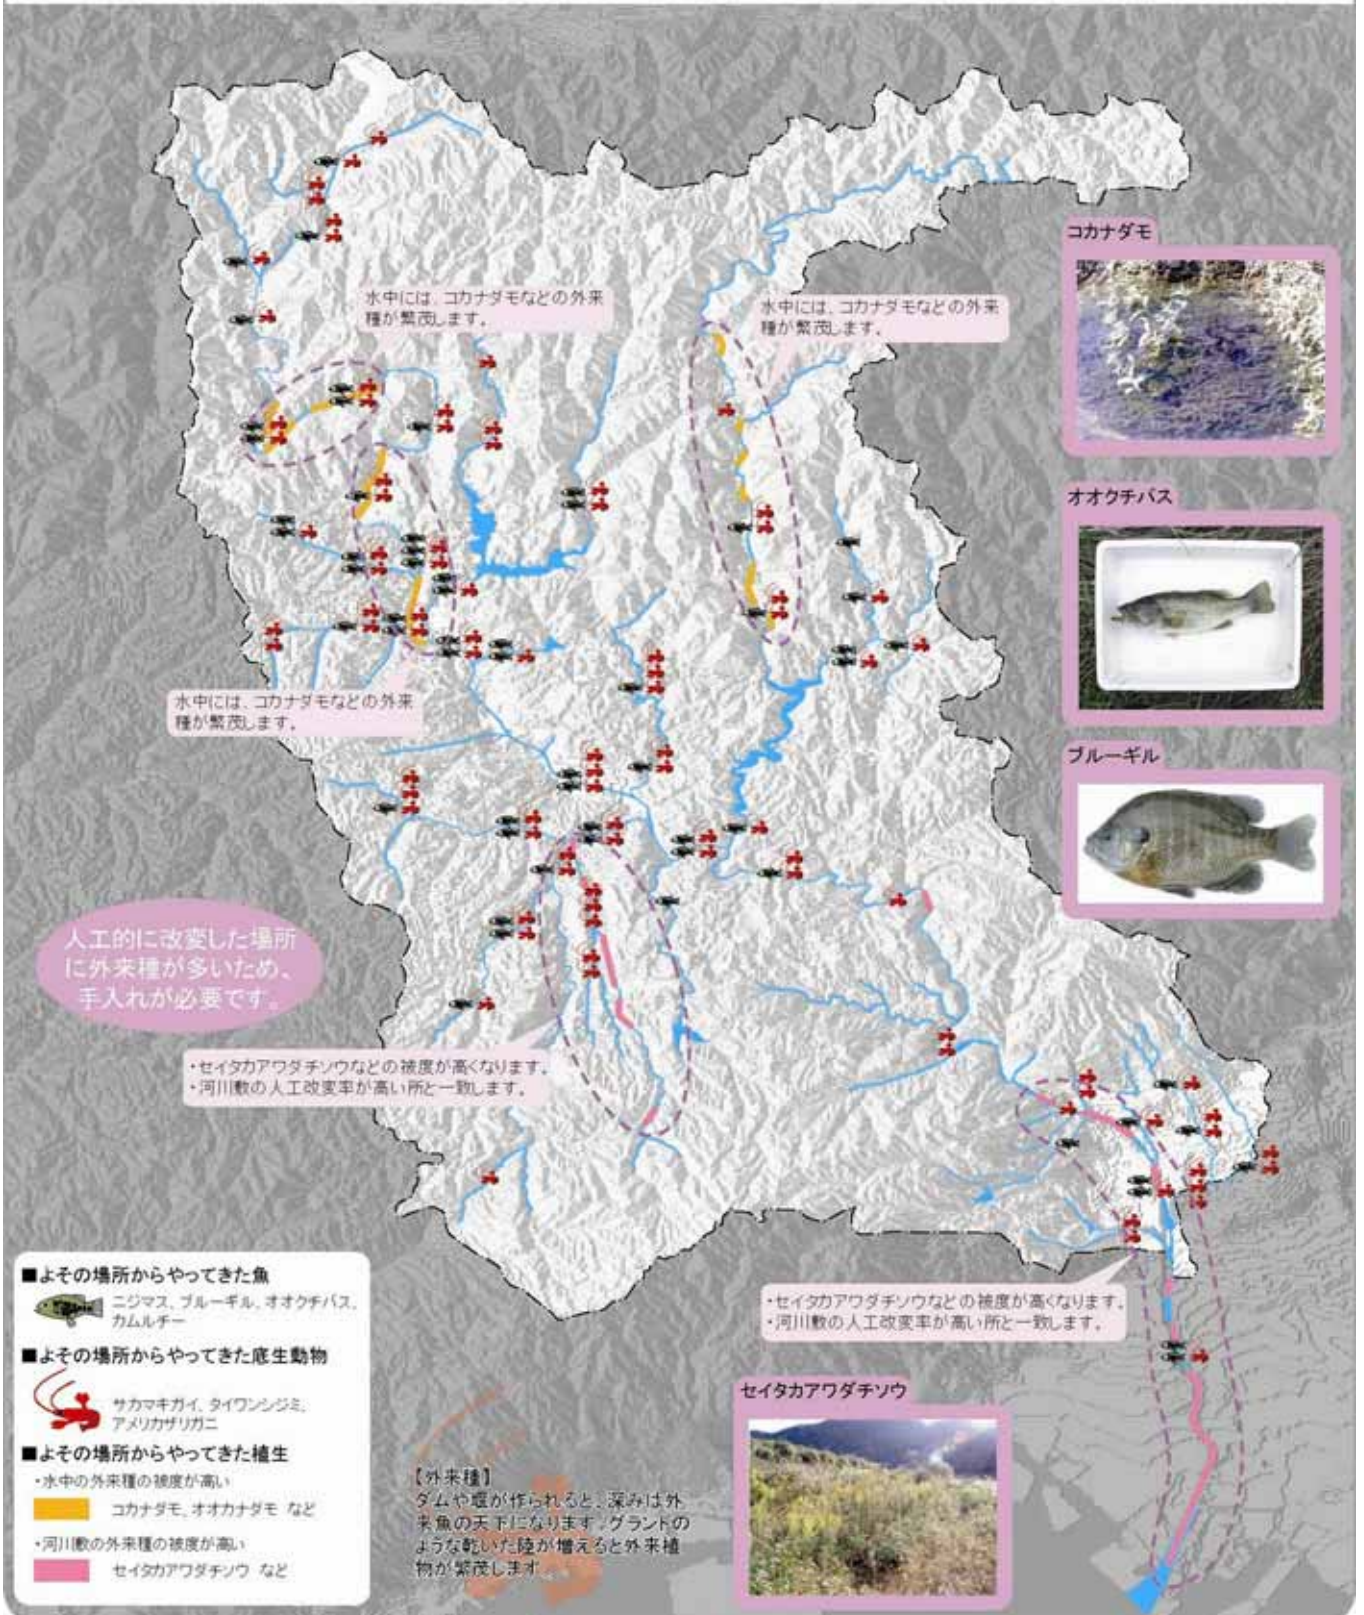 水中には、コカナダモなどの外来
種が繁茂します。
水中には、コカナダモなどの外来
種が繁茂します。
コカナダモ
オオクチバス
水中には、コカナダモなどの外来
種が繁茂します。
ブルーギル
人工的に改変した場所
に外来種が多いため、
手入れが必要です。
・セイタカアワダチソウなどの被度が高くなります。
・河川敷の人工改変率が高い所と一致します。
・セイタカアワダチソウなどの被度が高くなります。
・河川敷の人工改変率が高い所と一致します。
■よその場所からやってきた魚
ニジマス、ブルーギル、オオクチバス、
カムルチー
■よその場所からやってきた底生動物
サカマキガイ、タイワンシジミ、
アメリカザリガニ
■よその場所からやってきた植生
・水中の外来種の被度が高い
コカナダモ、オオカナダモ など
・河川敷の外来種の被度が高い
セイタカアワダチソウ など
【外来種】
ダムや堰が作られると、深みは外
来魚の天下になります。グランドの
ような乾いた陸が増えると外来植
物が繁茂します。
セイタカアワダチソウ